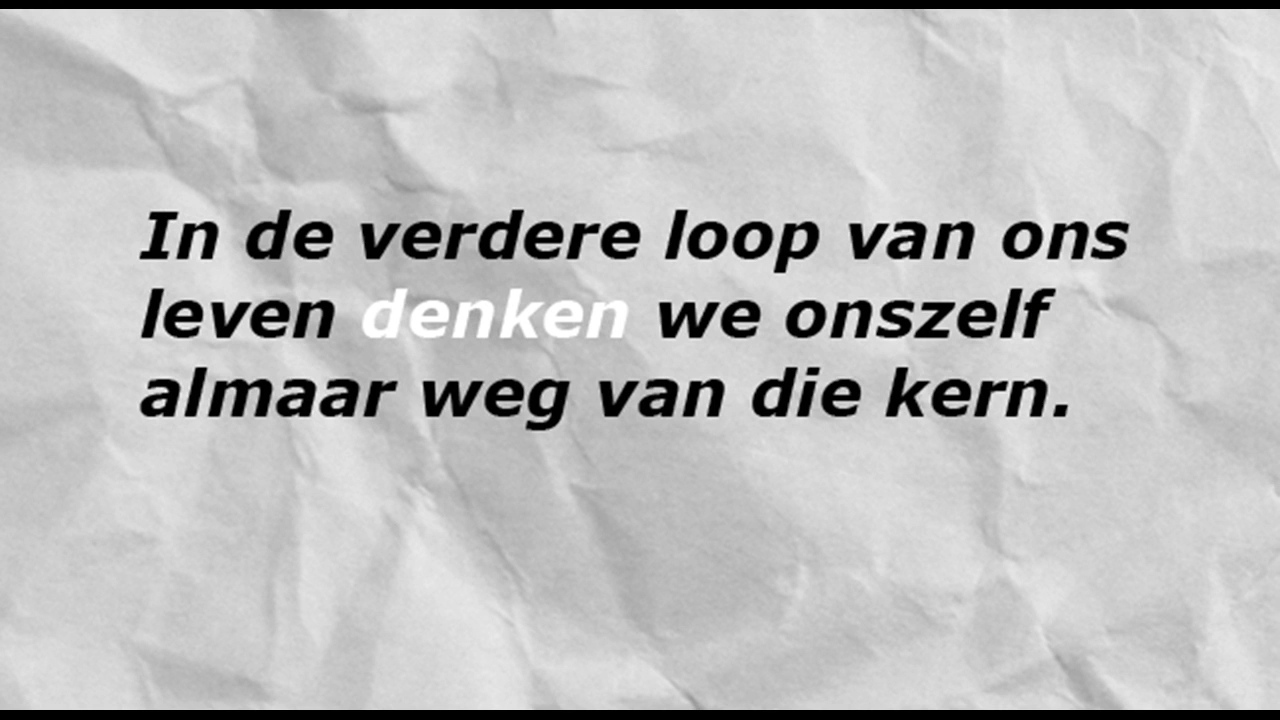 In de verdere loop van ons
leven denken we onszelf
almaar weg van die kern.